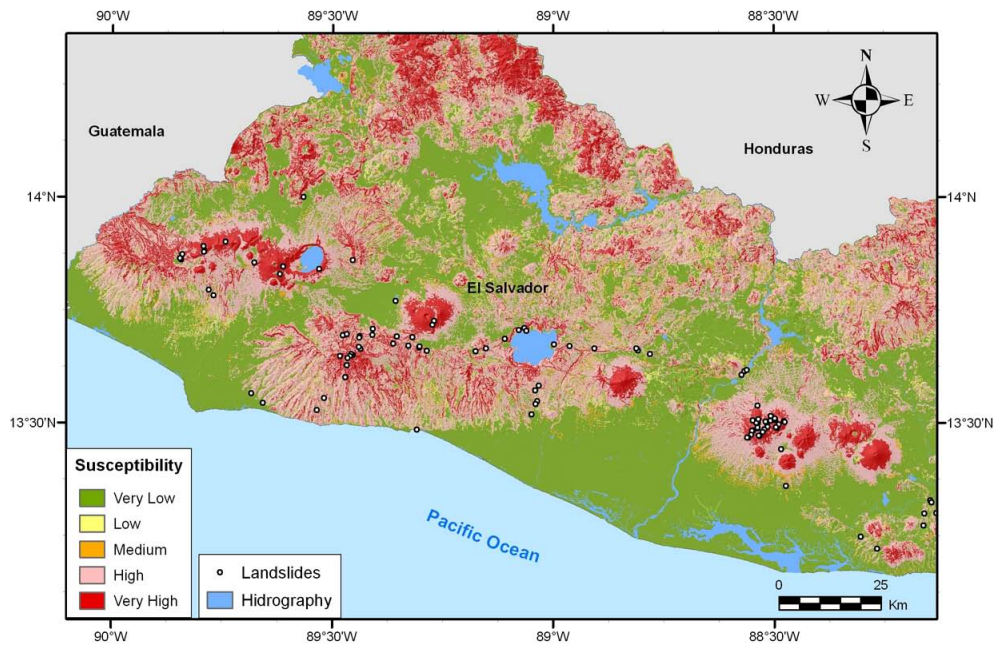 90°W 89°30'W 89°W 88°30'W
N
W E
S
Guatemala
Honduras
14°N 14°N
El Salvador
13°30'N 13°30'N
Susceptibility
Very Low
Low
Medium
High
Very High
Landslides
Hidrography
Pacific Ocean
0 25
Km
90°W 89°30'W 89°W 88°30'W